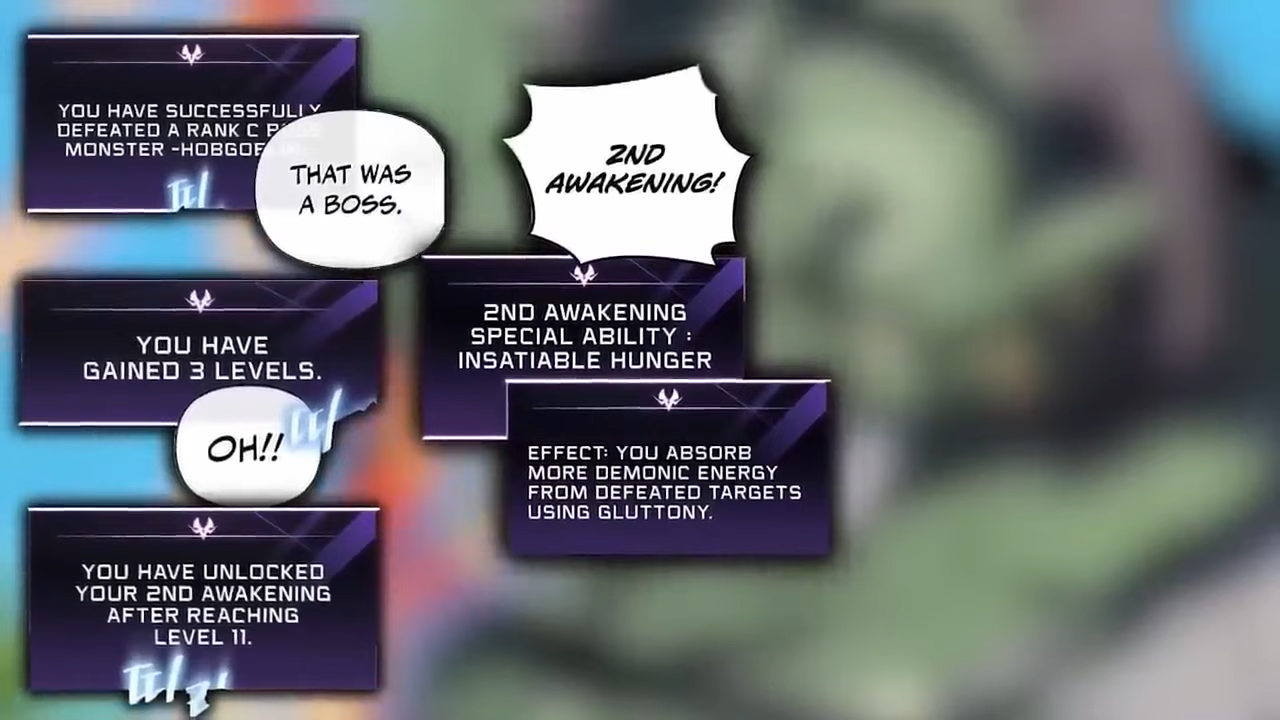 YOU HAVE SUCCESSFULLY
DEFEATED A RANK C BOSS
MONSTER -HOBGOBLIN-
THAT WAS
A BOSS.
YOU HAVE
GAINED 3 LEVELS.
OH!!
YOU HAVE UNLOCKED
YOUR 2ND AWAKENING
AFTER REACHING
LEVEL 11.
2ND
AWAKENING!
2ND AWAKENING
SPECIAL ABILITY :
INSATIABLE HUNGER
EFFECT: YOU ABSORB
MORE DEMONIC ENERGY
FROM DEFEATED TARGETS
USING GLUTTONY.